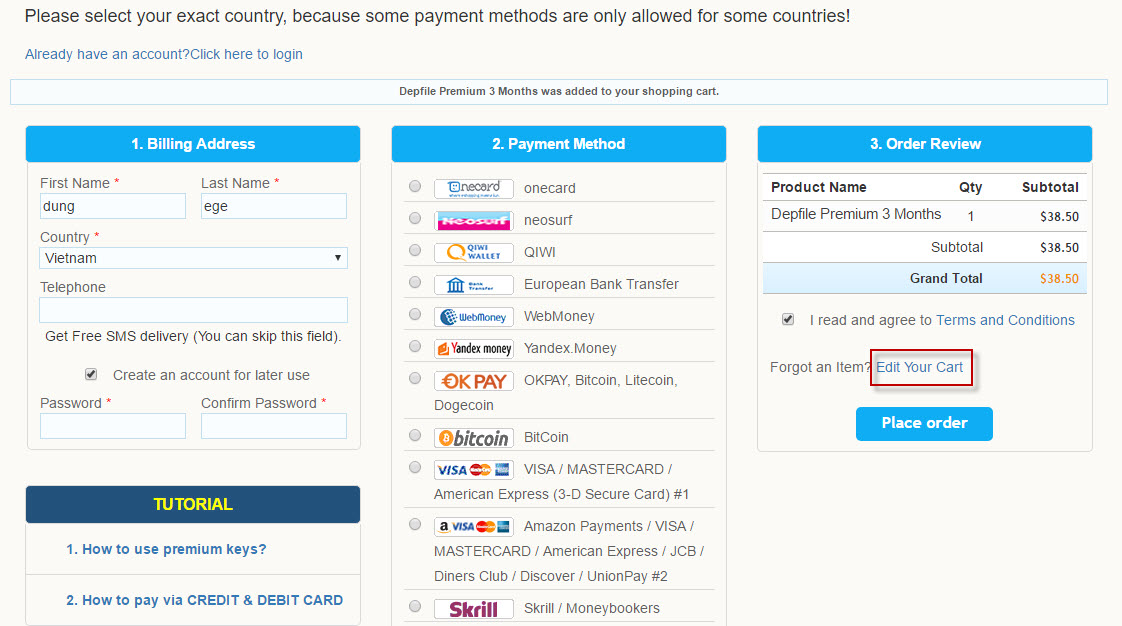 Please select your exact country, because some payment methods are only allowed for some countries!
Already have an account?Click here to login
Depfile Premium 3 Months was added to your shopping cart.
1. Billing Address
First Name *
Last Name *
dung
ege
Country *
Vietnam
Telephone
Get Free SMS delivery (You can skip this field).
Create an account for later use
Password *
Confirm Password *
TUTORIAL
1. How to use premium keys?
2. How to pay via CREDIT & DEBIT CARD
2. Payment Method
onecard onecard
Neosurf neosurf
QIWI WALLET QIWI
Bank Transfer European Bank Transfer
WebMoney WebMoney
Yandex money Yandex.Money
OK PAY OKPAY, Bitcoin, Litecoin,
Dogecoin
bitcoin BitCoin
VISA VISA / MASTERCARD /
American Express (3-D Secure Card) #1
a VISA Amazon Payments / VISA /
MASTERCARD / American Express / JCB /
Diners Club / Discover / UnionPay #2
Skrill Skrill / Moneybookers
3. Order Review
Product Name Qty Subtotal
Depfile Premium 3 Months 1 $38.50
Subtotal $38.50
Grand Total $38.50
I read and agree to Terms and Conditions
Forgot an Item? Edit Your Cart
Place order